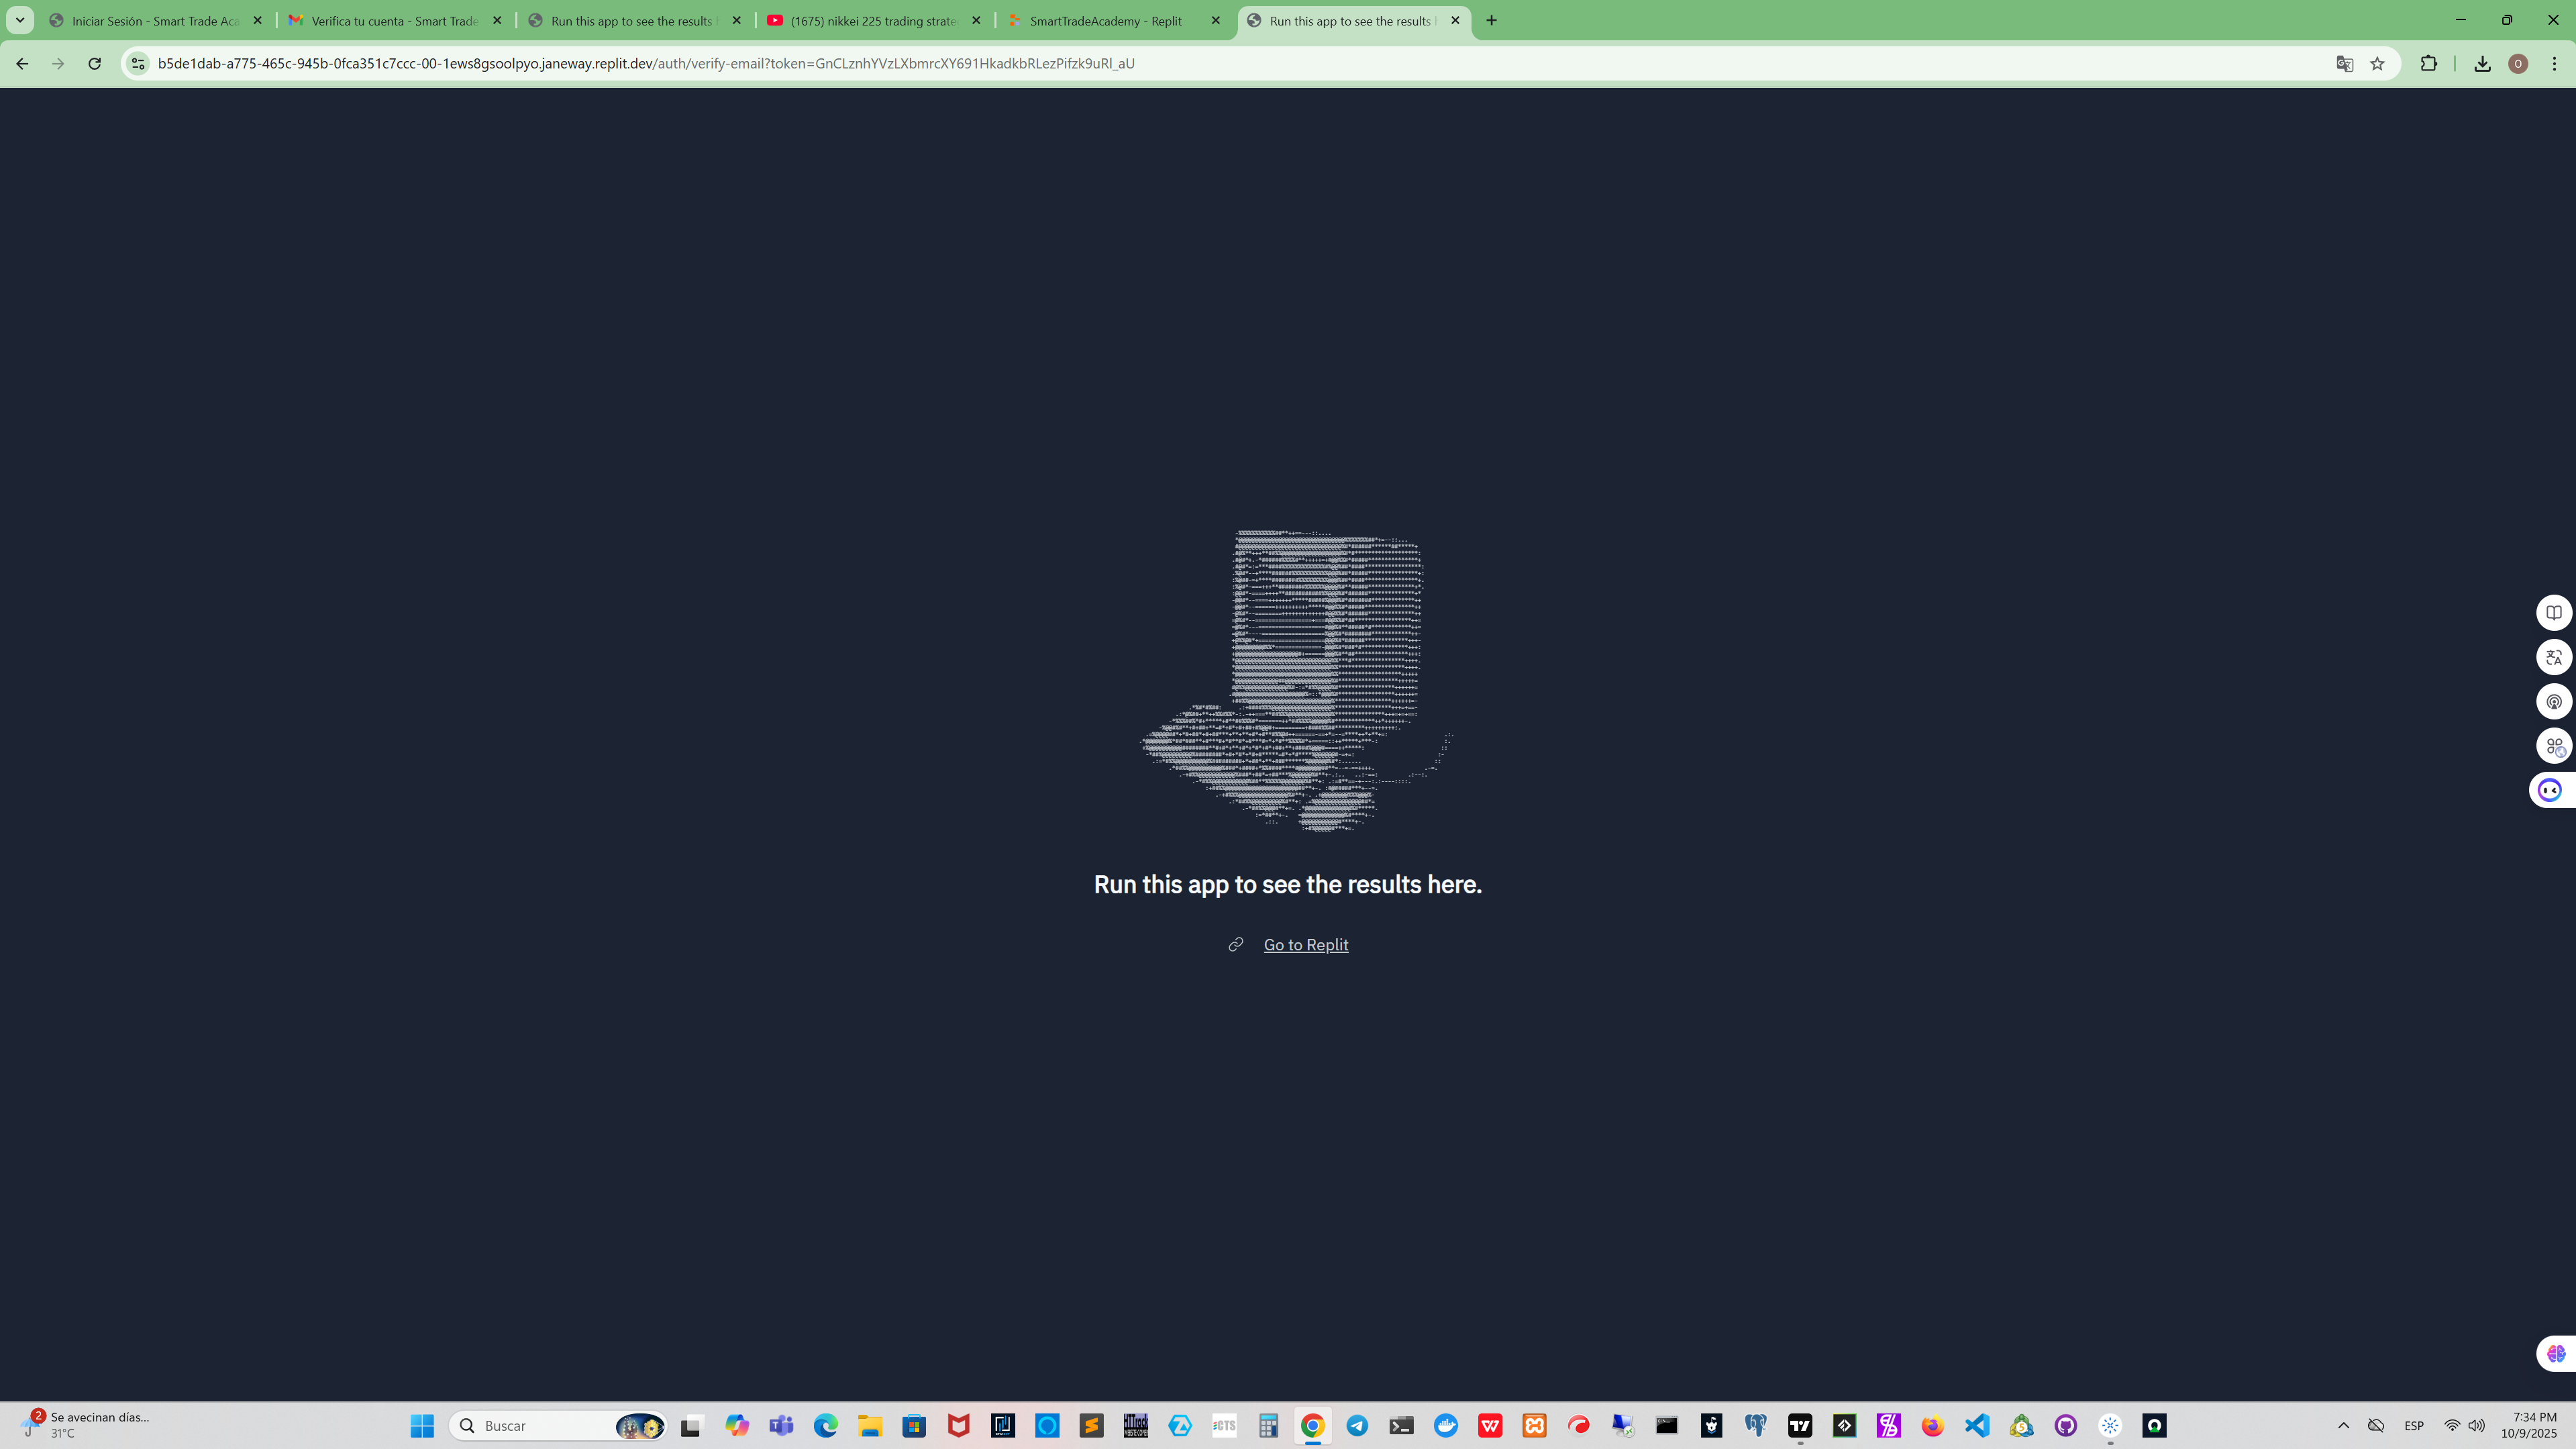 Iniciar Sesión - Smart Trade Aca
Verifica tu cuenta - Smart Trade
Run this app to see the results
(1675) nikkei 225 trading strate
SmartTradeAcademy - Replit
Run this app to see the results
b5de1dab-a775-465c-945b-0fca351c7ccc-00-1ews8gsoolpyo.janeway.replit.dev/auth/verify-email?token=GnCLznhYVzLXbmrcXY691HkadkbRLezPifzk9uRl_aU
O
Run this app to see the results here.
Go to Replit
2
Se avecinan días...
31°C
Buscar
ESP
7:34 PM
10/9/2025